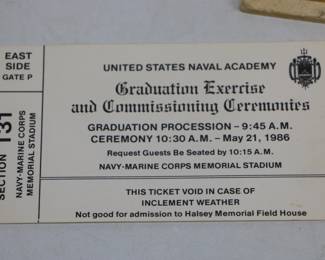 EAST
SIDE
GATE P
SECTION 131
NAVY-MARINE CORPS
MEMORIAL STADIUM
UNITED STATES NAVAL ACADEMY
Graduation Exercise
and Commissioning Ceremonies
GRADUATION PROCESSION – 9:45 A.M.
CEREMONY 10:30 A.M. – May 21, 1986
Request Guests Be Seated by 10:15 A.M.
NAVY-MARINE CORPS MEMORIAL STADIUM
THIS TICKET VOID IN CASE OF
INCLEMENT WEATHER
Not good for admission to Halsey Memorial Field House